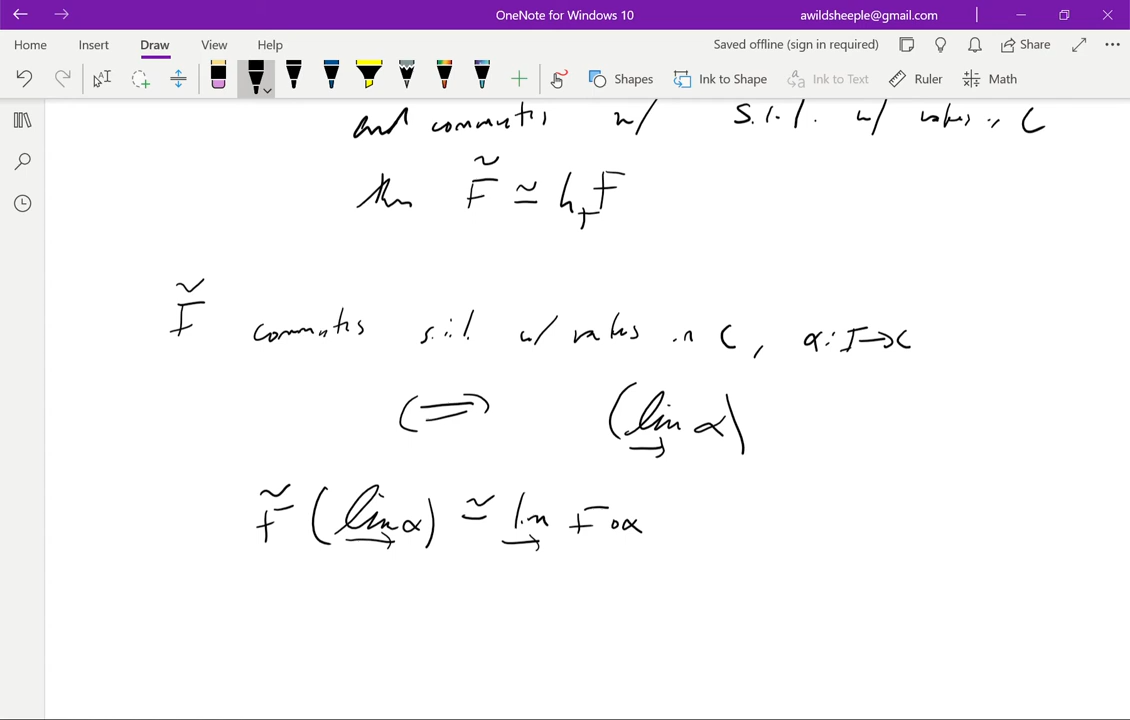 OneNote for Windows 10
awildsheeple@gmail.com
Home Insert Draw View Help
Saved offline (sign in required) Share
Shapes Ink to Shape Ink to Text Ruler Math
and commutes w/ s.i.l. w/ values in C
then F̃ ≃ h₊F
F̃ commutes s.i.l. w/ values in C, α: I → C
⟺ (lim→ α)
F̃(lim→ α) ≃ lim→ F∘α